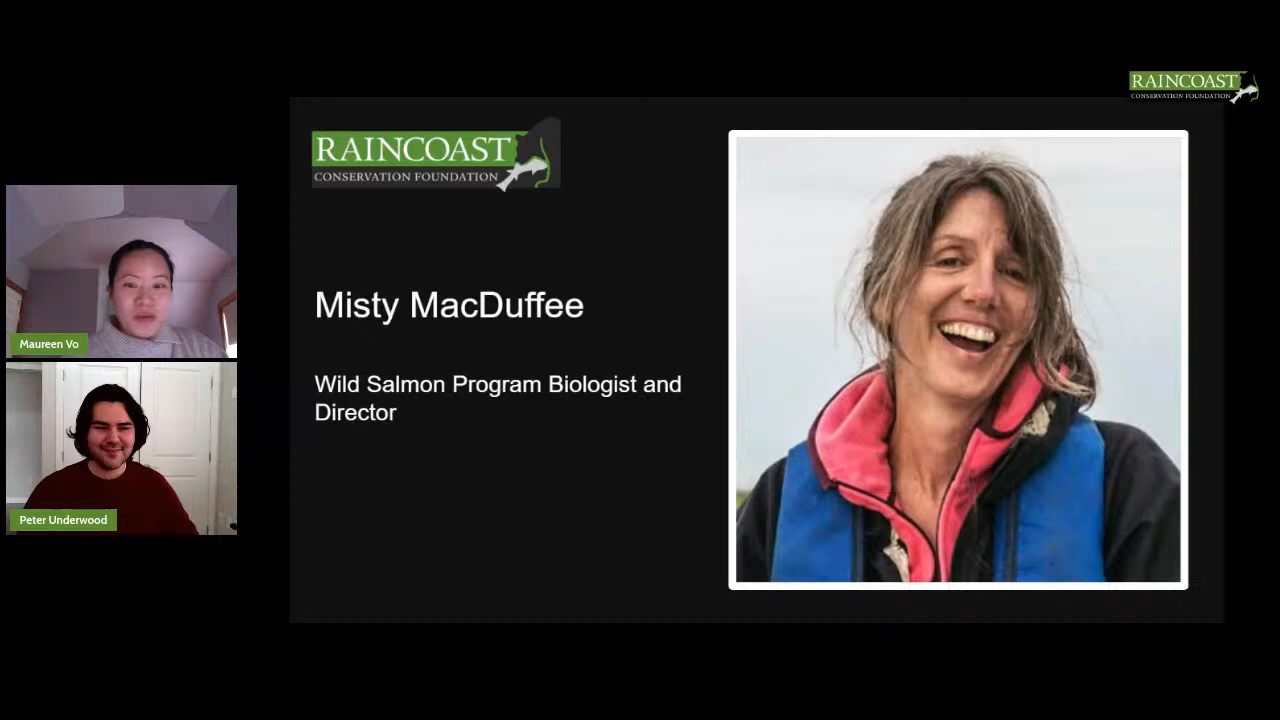 RAINCOAST
CONSERVATION FOUNDATION
RAINCOAST
CONSERVATION FOUNDATION
Misty MacDuffee
Maureen Vo
Wild Salmon Program Biologist and
Director
Peter Underwood